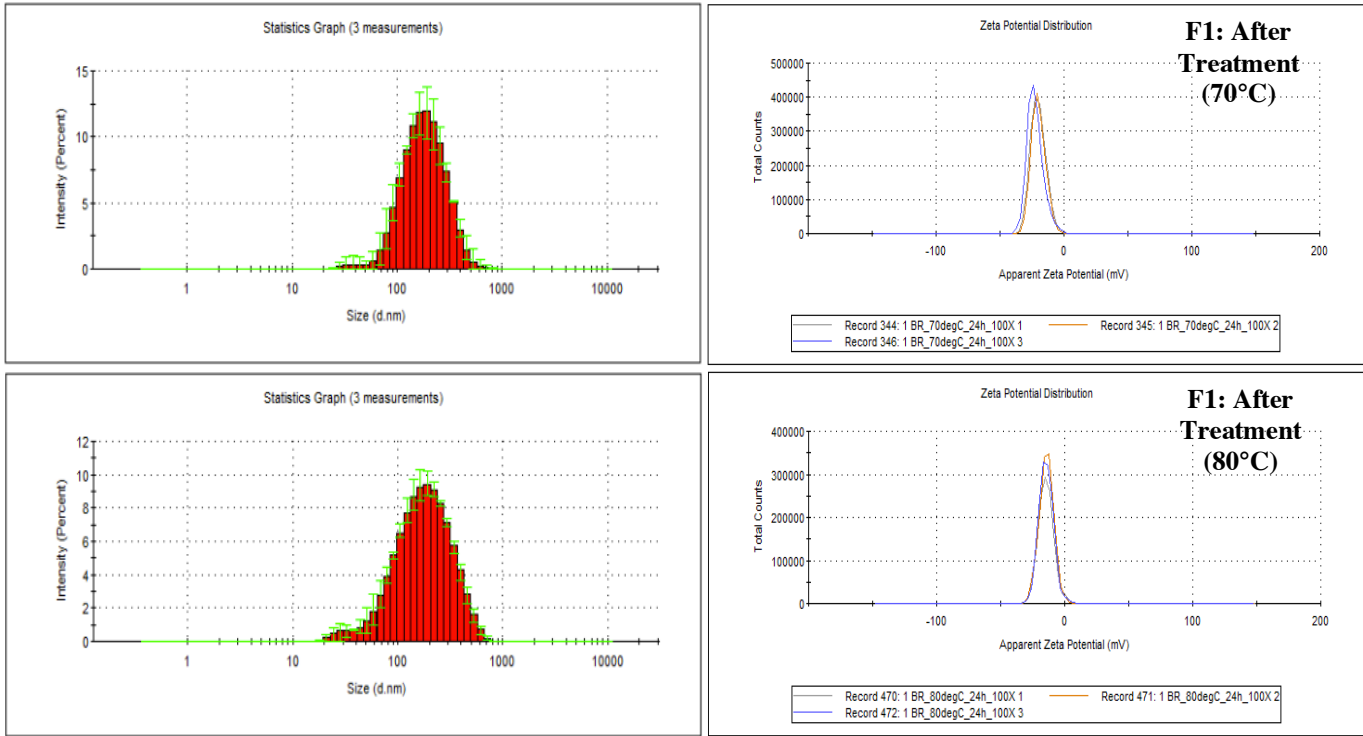 Statistics Graph (3 measurements)
15
10
5
0
Intensity (Percent)
1 10 100 1000 10000
Size (d.nm)
Zeta Potential Distribution
F1: After
Treatment
(70°C)
500000
400000
300000
200000
100000
0
Total Counts
-100 0 100 200
Apparent Zeta Potential (mV)
Record 344: 1 BR_70degC_24h_100X 1
Record 345: 1 BR_70degC_24h_100X 2
Record 346: 1 BR_70degC_24h_100X 3
Statistics Graph (3 measurements)
12
10
8
6
4
2
0
Intensity (Percent)
1 10 100 1000 10000
Size (d.nm)
Zeta Potential Distribution
F1: After
Treatment
(80°C)
400000
300000
200000
100000
0
Total Counts
-100 0 100 200
Apparent Zeta Potential (mV)
Record 470: 1 BR_80degC_24h_100X 1
Record 471: 1 BR_80degC_24h_100X 2
Record 472: 1 BR_80degC_24h_100X 3